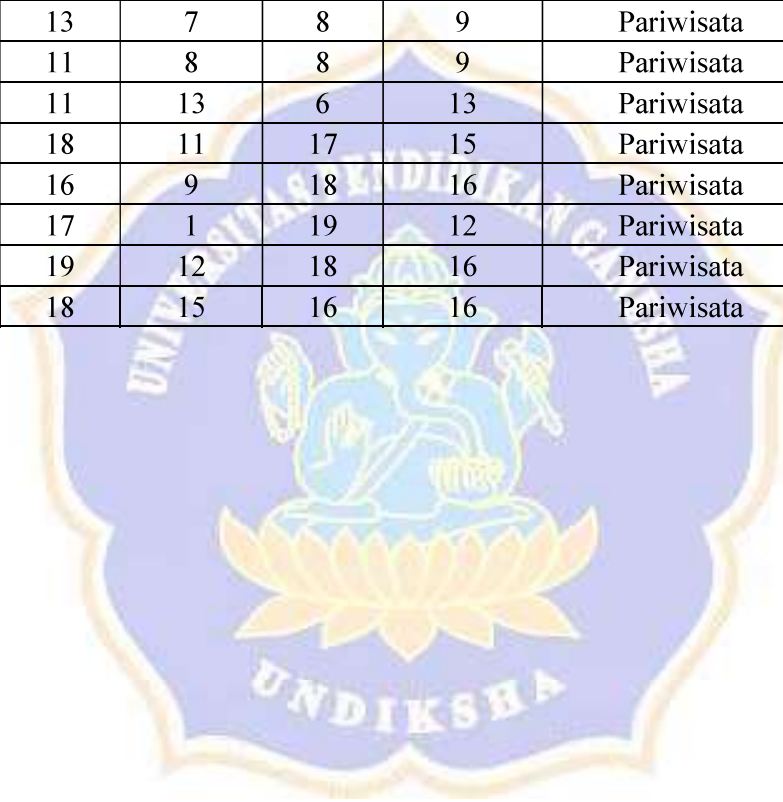 13 7 8 9 Pariwisata
11 8 8 9 Pariwisata
11 13 6 13 Pariwisata
18 11 17 15 Pariwisata
16 9 18 16 Pariwisata
17 1 19 12 Pariwisata
19 12 18 16 Pariwisata
18 15 16 16 Pariwisata
UNIVERSITAS PENDIDIKAN GANESHA
UNDIKSHA